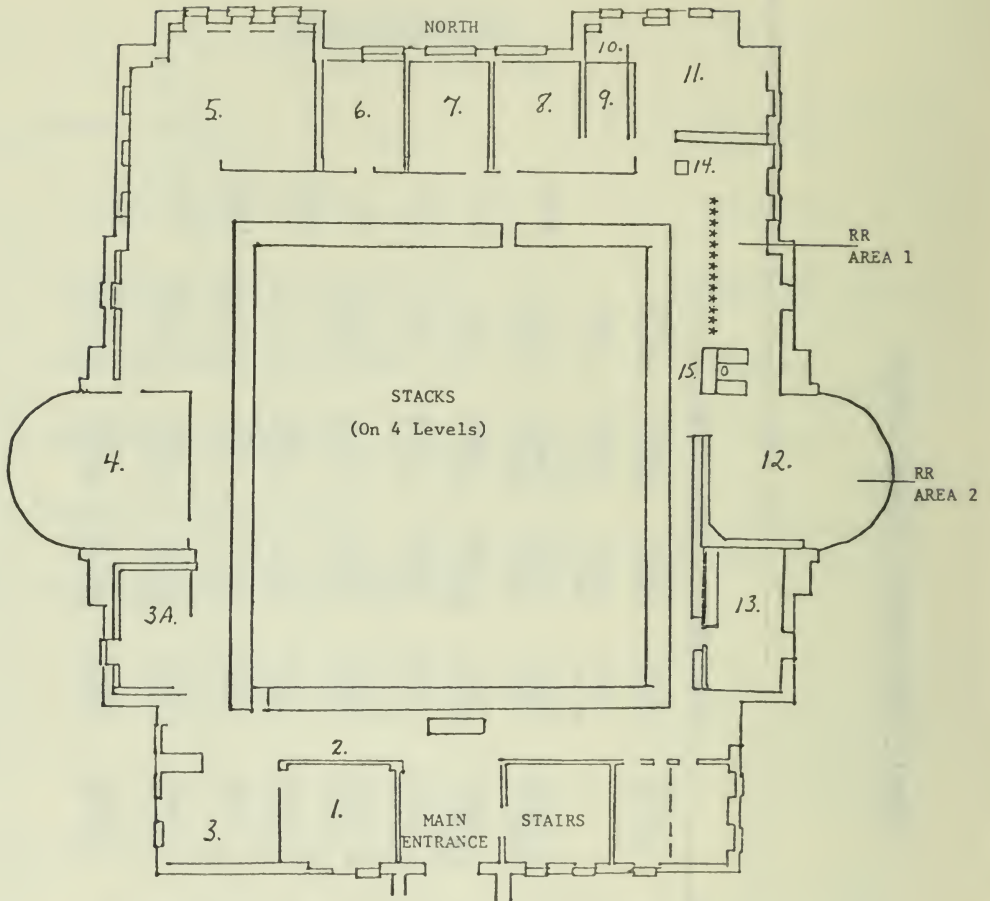 NORTH
10.
5.
6.
7.
8.
9.
11.
14.
*************
RR
AREA 1
15.
O
STACKS
(On 4 Levels)
4.
12.
RR
AREA 2
3A.
13.
2.
1.
3.
MAIN
ENTRANCE
STAIRS